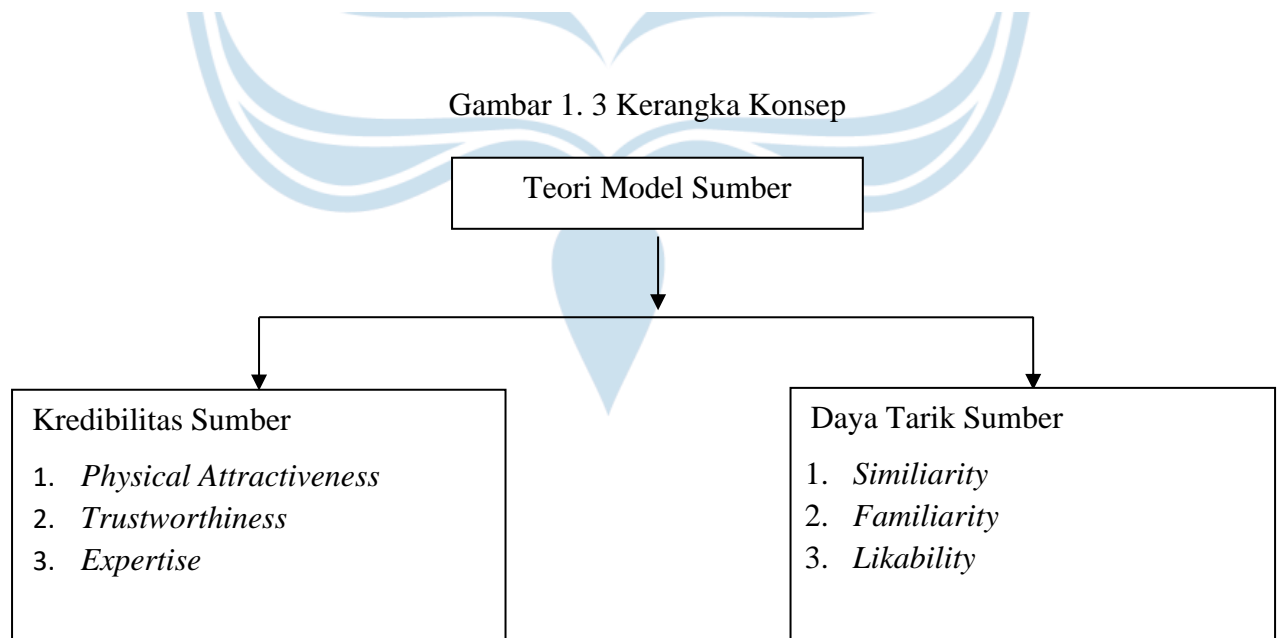 Gambar 1. 3 Kerangka Konsep
Teori Model Sumber
Kredibilitas Sumber
1. Physical Attractiveness
2. Trustworthiness
3. Expertise
Daya Tarik Sumber
1. Similiarity
2. Familiarity
3. Likability